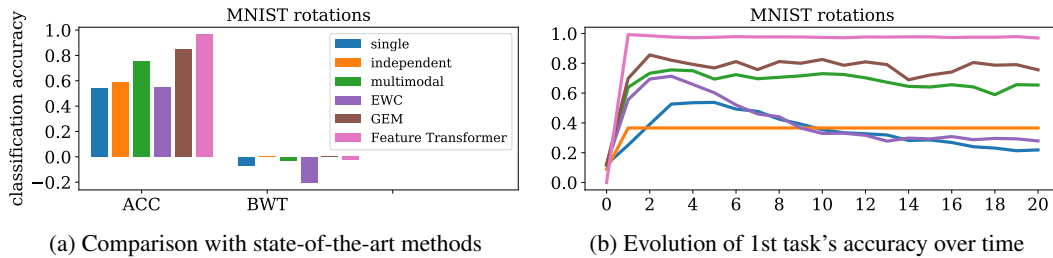 MNIST rotations
classification accuracy
1.0
0.8
0.6
0.4
0.2
0.0
−0.2
single
independent
multimodal
EWC
GEM
Feature Transformer
ACC BWT
(a) Comparison with state-of-the-art methods
MNIST rotations
1.0
0.8
0.6
0.4
0.2
0.0
0 2 4 6 8 10 12 14 16 18 20
(b) Evolution of 1st task's accuracy over time